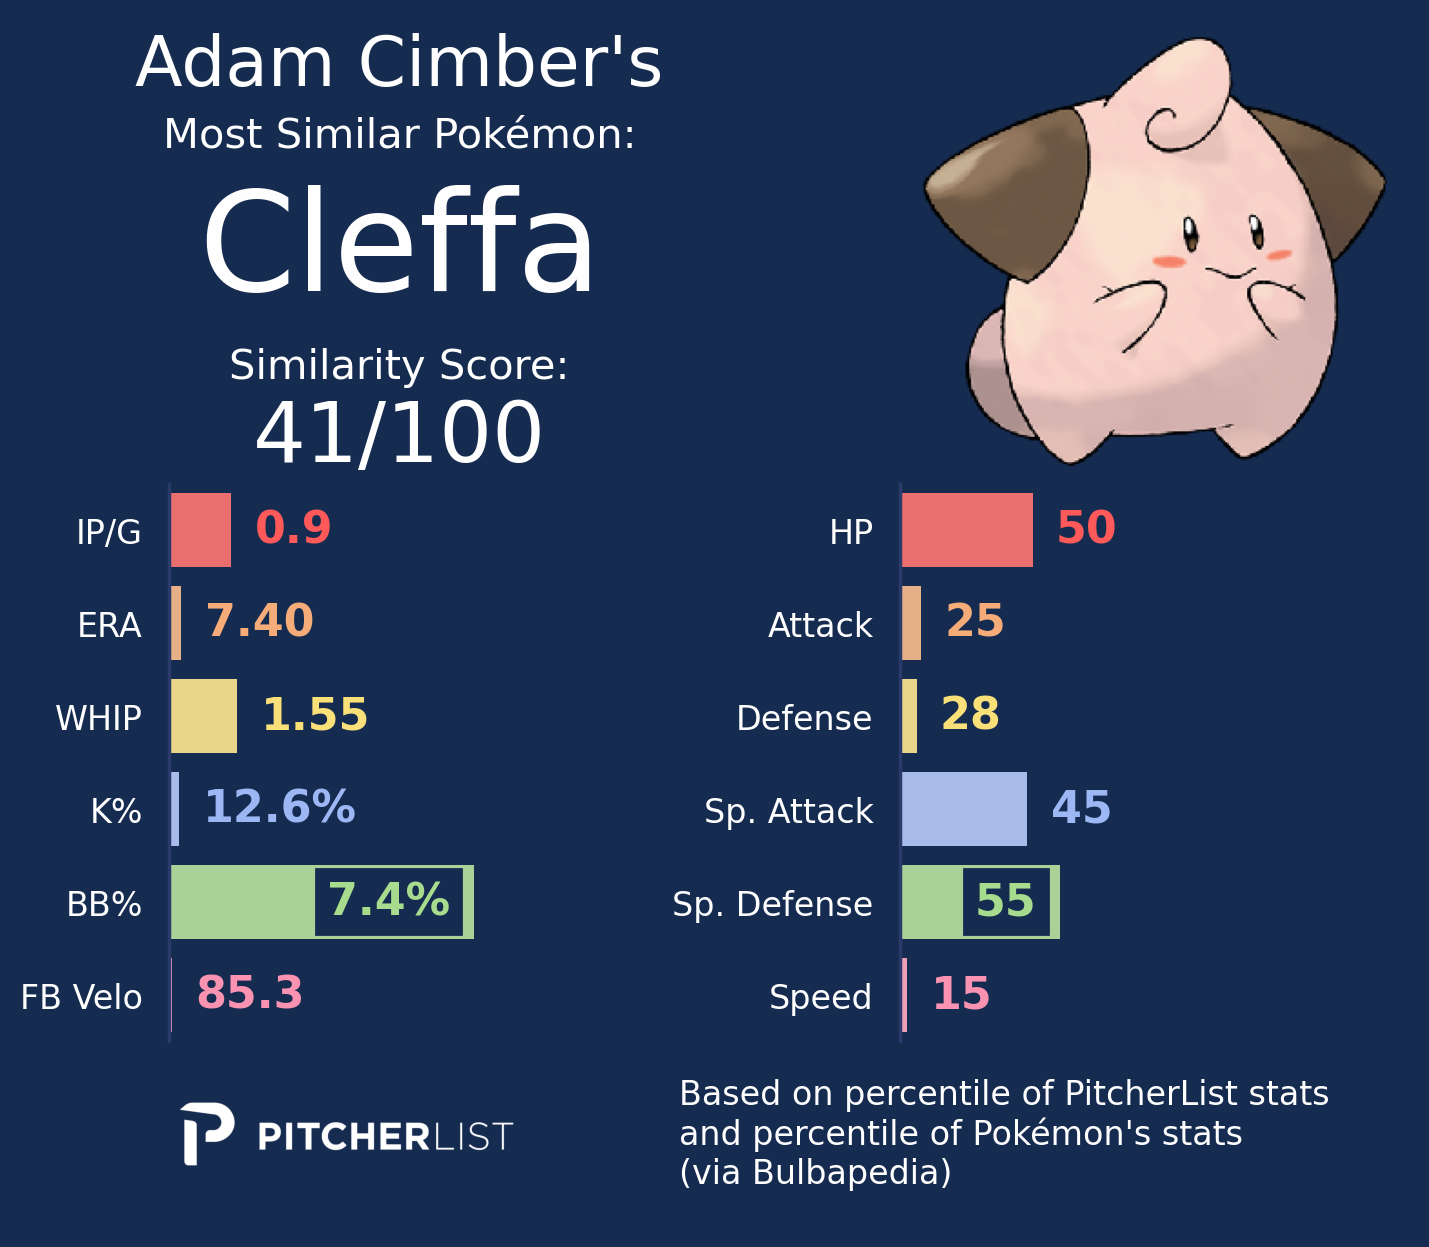 Adam Cimber's
Most Similar Pokémon:
Cleffa
Similarity Score:
41/100
IP/G 0.9
ERA 7.40
WHIP 1.55
K% 12.6%
BB% 7.4%
FB Velo 85.3
HP 50
Attack 25
Defense 28
Sp. Attack 45
Sp. Defense 55
Speed 15
PITCHERLIST
Based on percentile of PitcherList stats
and percentile of Pokémon's stats
(via Bulbapedia)